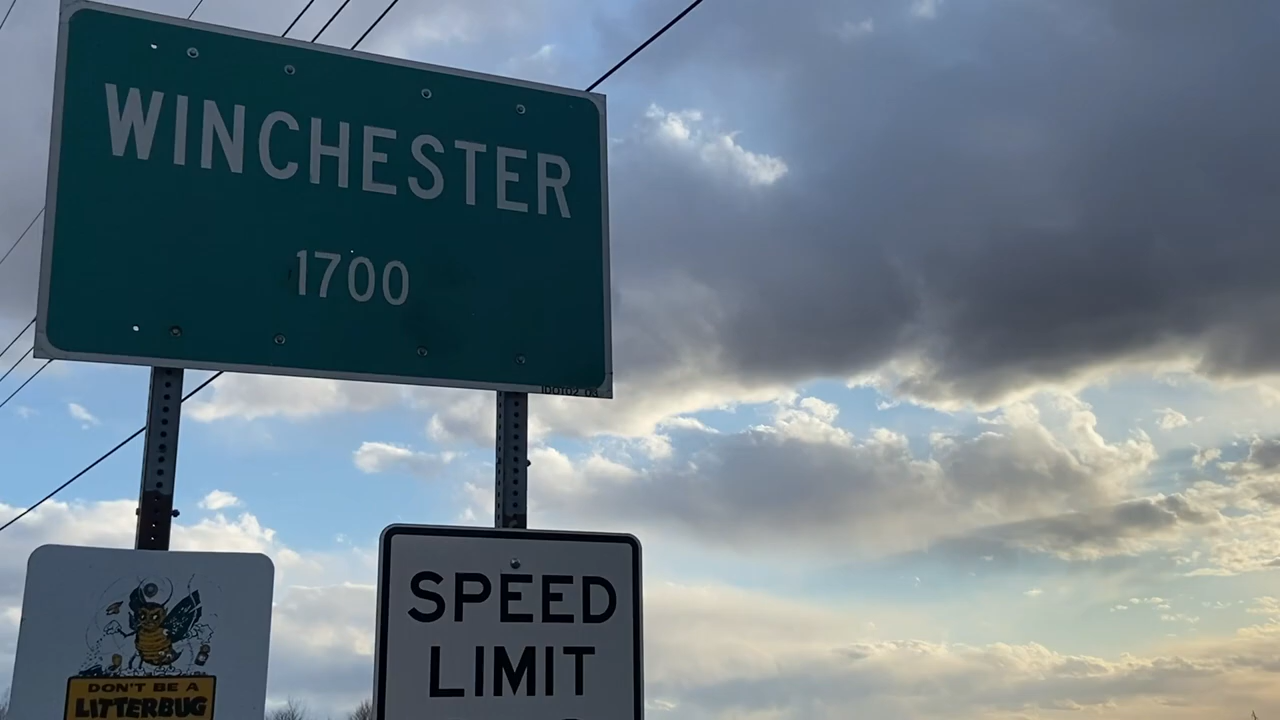 WINCHESTER
1700
SPEED
LIMIT
DON'T BE A
LITTERBUG